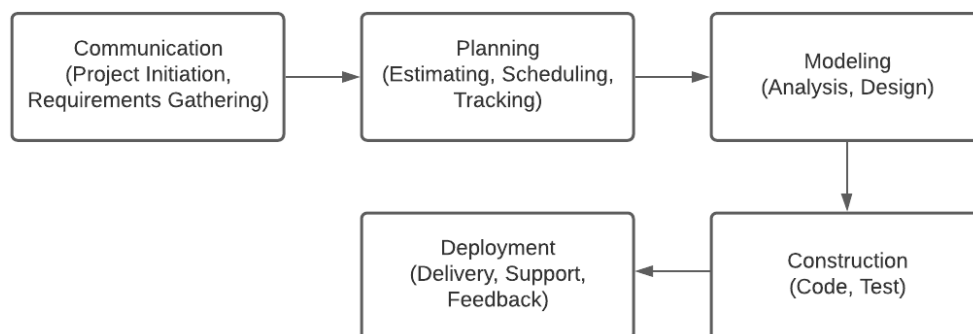 Communication
(Project Initiation,
Requirements Gathering)
Planning
(Estimating, Scheduling,
Tracking)
Modeling
(Analysis, Design)
Construction
(Code, Test)
Deployment
(Delivery, Support,
Feedback)